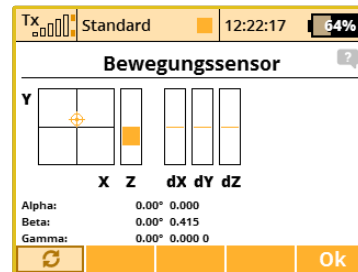 Tx Standard 12:22:17 64%
Bewegungssensor ?
Y
X Z dX dY dZ
Alpha: 0.00° 0.000
Beta: 0.00° 0.415
Gamma: 0.00° 0.000 0
Ok